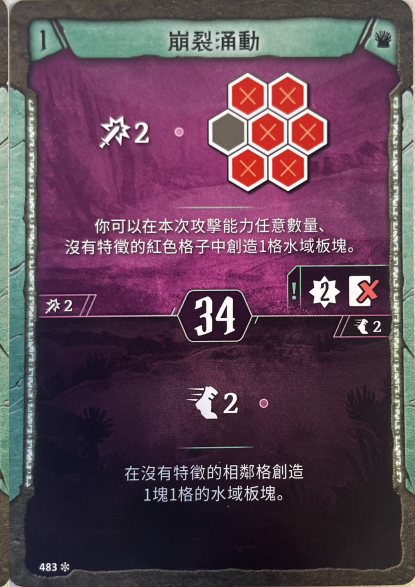 1
崩裂涌動
2
你可以在本次攻擊能力任意數量、
沒有特徵的紅色格子中創造1格水域板塊。
! 2
2
34
2
2
在沒有特徵的相鄰格創造
1塊1格的水域板塊。
483